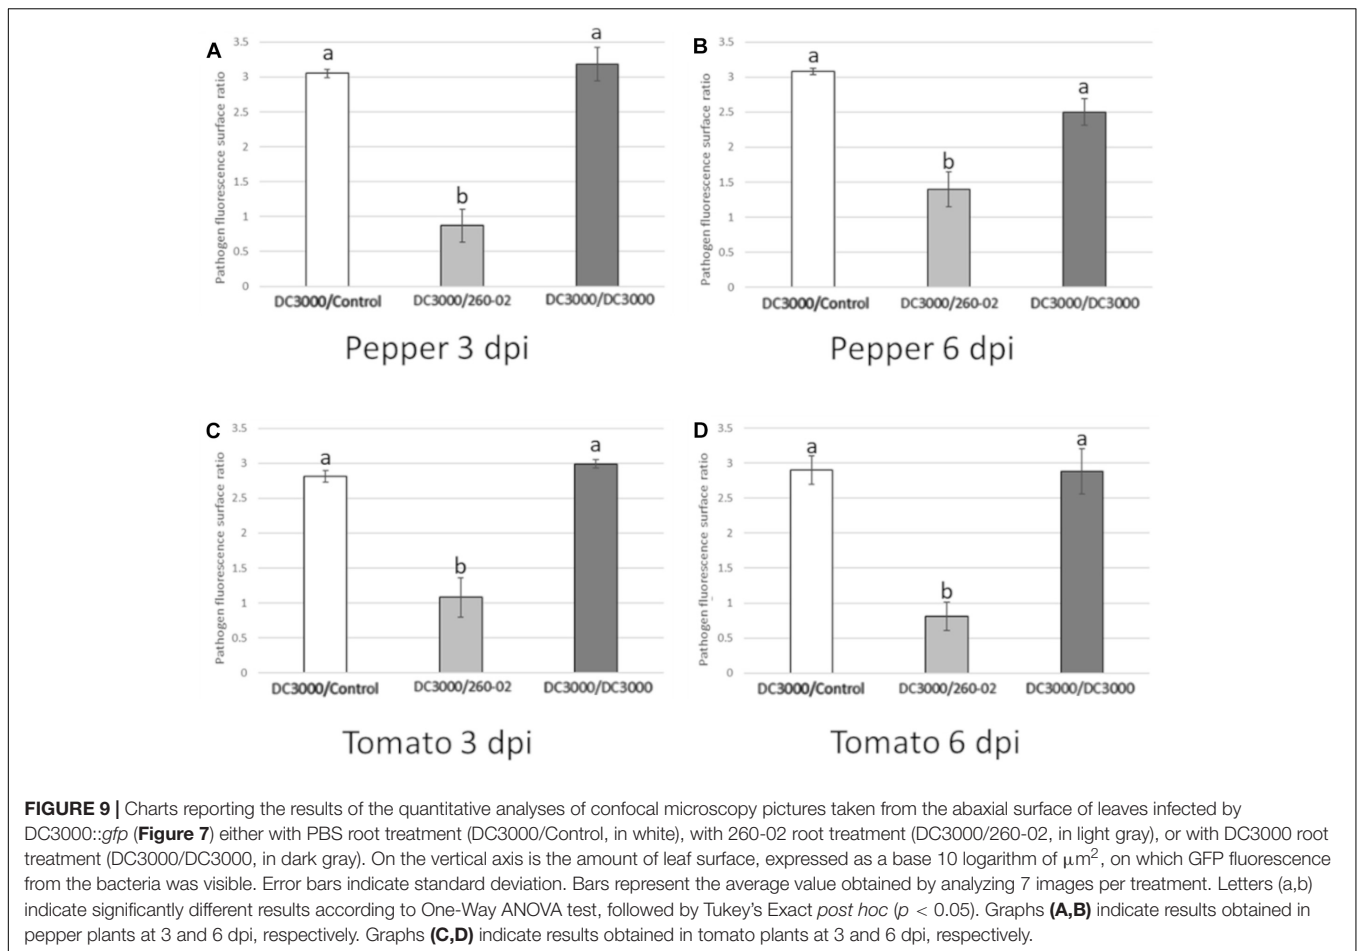 A
Pathogen fluorescence surface ratio
3.5
3
2.5
2
1.5
1
0.5
0
a
b
a
DC3000/Control
DC3000/260-02
DC3000/DC3000
Pepper 3 dpi
B
Pathogen fluorescence surface ratio
3.5
3
2.5
2
1.5
1
0.5
0
a
b
a
DC3000/Control
DC3000/260-02
DC3000/DC3000
Pepper 6 dpi
C
Pathogen fluorescence surface ratio
3.5
3
2.5
2
1.5
1
0.5
0
a
b
a
DC3000/Control
DC3000/260-02
DC3000/DC3000
Tomato 3 dpi
D
Pathogen fluorescence surface ratio
3.5
3
2.5
2
1.5
1
0.5
0
a
b
a
DC3000/Control
DC3000/260-02
DC3000/DC3000
Tomato 6 dpi
FIGURE 9 | Charts reporting the results of the quantitative analyses of confocal microscopy pictures taken from the abaxial surface of leaves infected by
DC3000::gfp (Figure 7) either with PBS root treatment (DC3000/Control, in white), with 260-02 root treatment (DC3000/260-02, in light gray), or with DC3000 root
treatment (DC3000/DC3000, in dark gray). On the vertical axis is the amount of leaf surface, expressed as a base 10 logarithm of μm², on which GFP fluorescence
from the bacteria was visible. Error bars indicate standard deviation. Bars represent the average value obtained by analyzing 7 images per treatment. Letters (a,b)
indicate significantly different results according to One-Way ANOVA test, followed by Tukey's Exact post hoc (p < 0.05). Graphs (A,B) indicate results obtained in
pepper plants at 3 and 6 dpi, respectively. Graphs (C,D) indicate results obtained in tomato plants at 3 and 6 dpi, respectively.